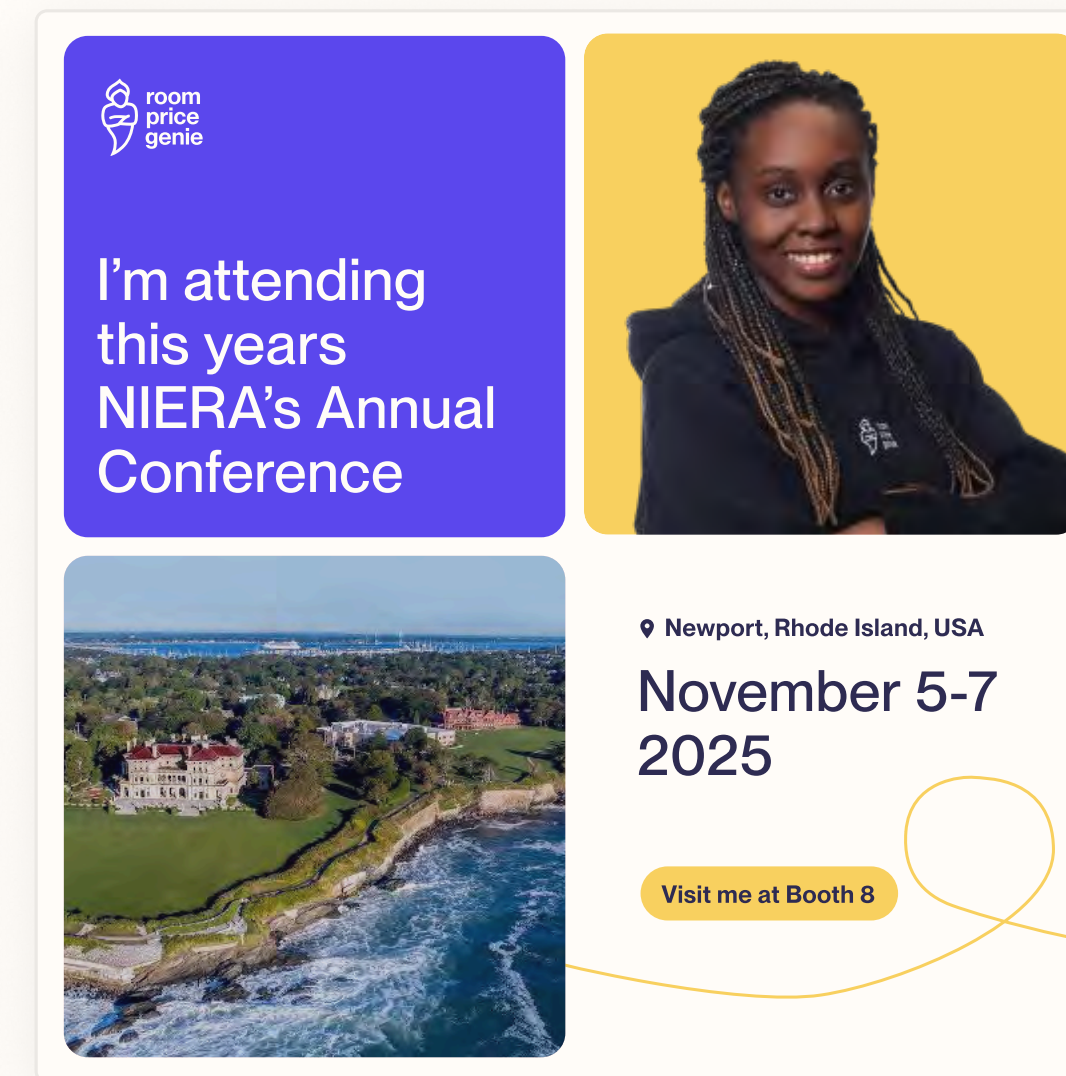 room
price
genie
I’m attending
this years
NIERA’s Annual
Conference
Newport, Rhode Island, USA
November 5-7
2025
Visit me at Booth 8